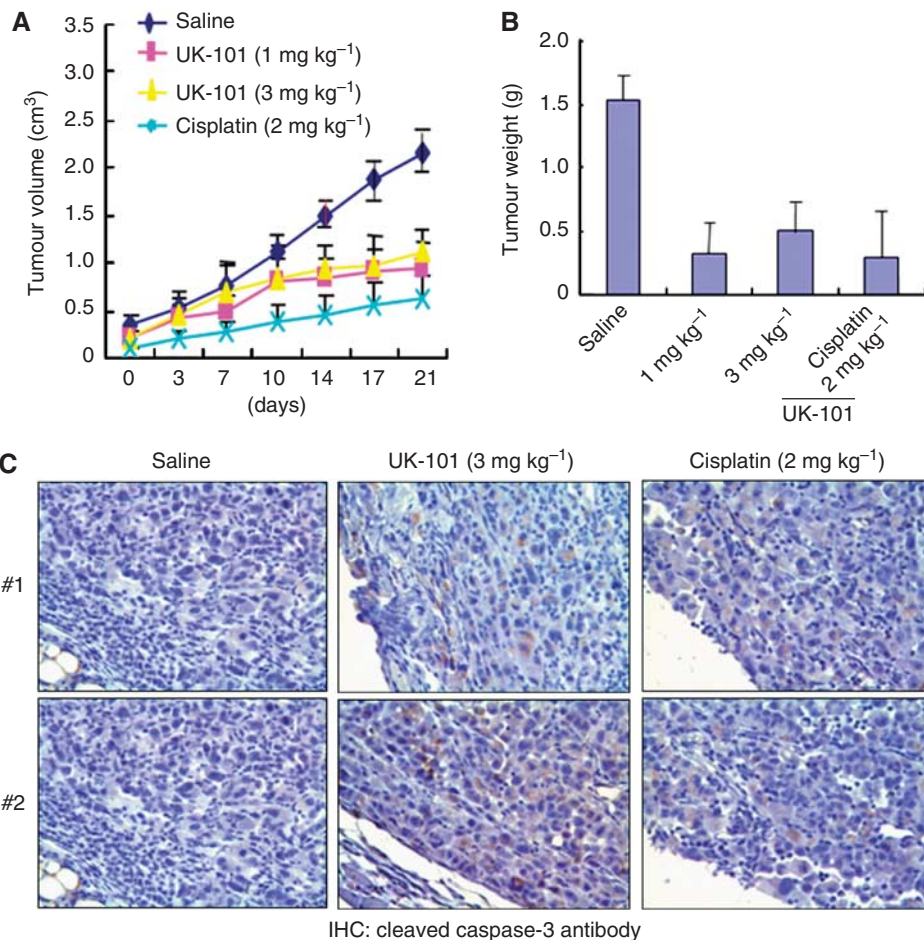 A
Saline
UK-101 (1 mg kg⁻¹)
UK-101 (3 mg kg⁻¹)
Cisplatin (2 mg kg⁻¹)
Tumour volume (cm³)
3.5
3.0
2.5
2.0
1.5
1.0
0.5
0
0 3 7 10 14 17 21
(days)
B
Tumour weight (g)
2.0
1.5
1.0
0.5
0
Saline
1 mg kg⁻¹
3 mg kg⁻¹
Cisplatin
2 mg kg⁻¹
UK-101
C
Saline UK-101 (3 mg kg⁻¹) Cisplatin (2 mg kg⁻¹)
#1
#2
IHC: cleaved caspase-3 antibody